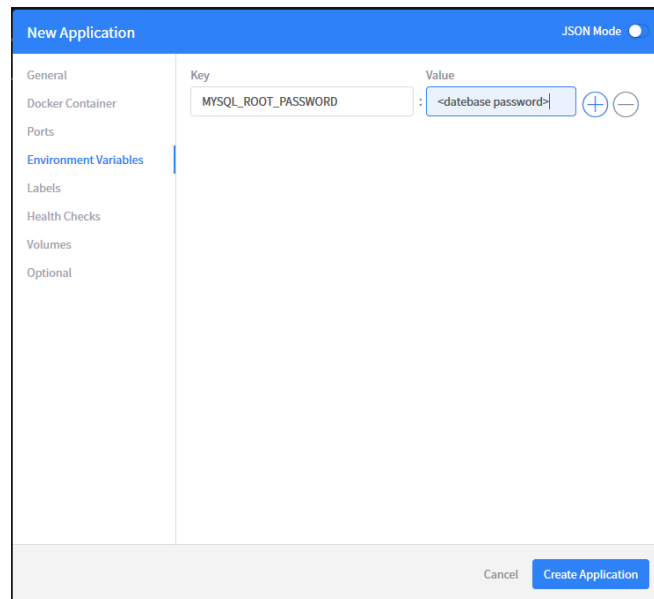 New Application
JSON Mode
General
Docker Container
Ports
Environment Variables
Labels
Health Checks
Volumes
Optional
Key
Value
MYSQL_ROOT_PASSWORD : <datebase password>
Cancel
Create Application